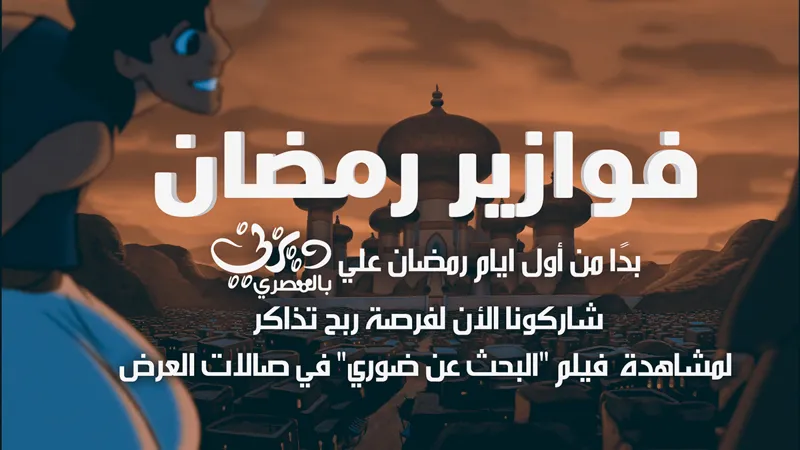 فوازير رمضان
بدًا من أول ايام رمضان علي ديزني بالمصري
شاركونا الأن لفرصة ربح تذاكر
لمشاهدة فيلم "البحث عن ضوري" في صالات العرض